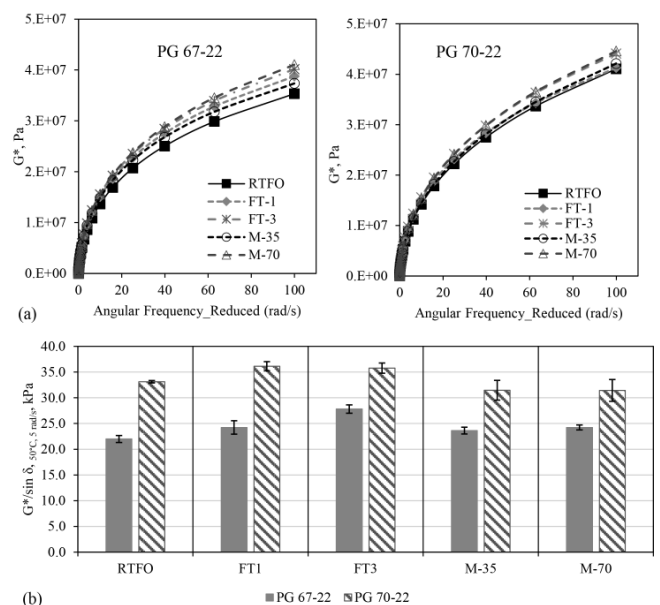 (a)
PG 67-22
5.E+07
4.E+07
3.E+07
2.E+07
1.E+07
0.E+00
G*, Pa
RTFO
FT-1
FT-3
M-35
M-70
0 20 40 60 80 100
Angular Frequency_Reduced (rad/s)
PG 70-22
5.E+07
4.E+07
3.E+07
2.E+07
1.E+07
0.E+00
G*, Pa
RTFO
FT-1
FT-3
M-35
M-70
0 20 40 60 80 100
Angular Frequency_Reduced (rad/s)
(b)
40.0
35.0
30.0
25.0
20.0
15.0
10.0
5.0
0.0
G*/sin δ, 50°C, 5 rad/s, kPa
RTFO FT1 FT3 M-35 M-70
PG 67-22 PG 70-22